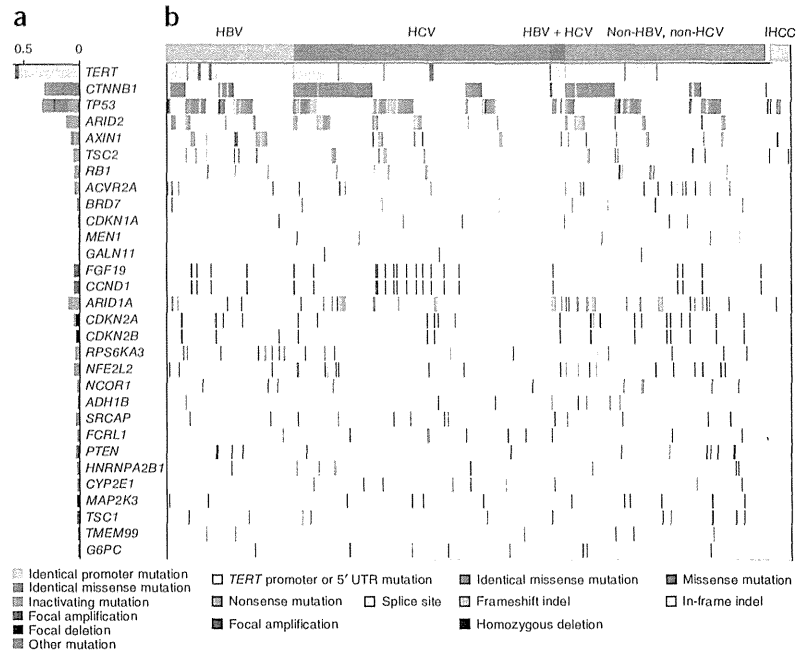 a
b
0.5 0
HBV HCV HBV + HCV Non-HBV, non-HCV IHCC
TERT
CTNNB1
TP53
ARID2
AXIN1
TSC2
RB1
ACVR2A
BRD7
CDKN1A
MEN1
GALN11
FGF19
CCND1
ARID1A
CDKN2A
CDKN2B
RPS6KA3
NFE2L2
NCOR1
ADH1B
SRCAP
FCRL1
PTEN
HNRNPA2B1
CYP2E1
MAP2K3
TSC1
TMEM99
G6PC
Identical promoter mutation
Identical missense mutation
Inactivating mutation
Focal amplification
Focal deletion
Other mutation
TERT promoter or 5′ UTR mutation
Identical missense mutation
Missense mutation
Nonsense mutation
Splice site
Frameshift indel
In-frame indel
Focal amplification
Homozygous deletion